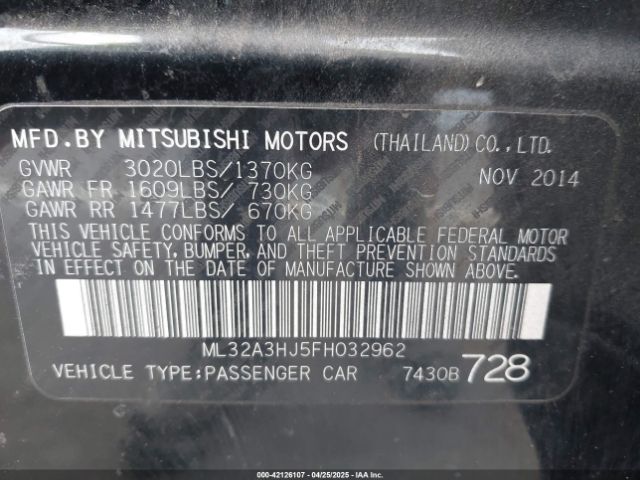 MFD.BY MITSUBISHI MOTORS (THAILAND)CO.,LTD.
GVWR 3020LBS/1370KG NOV 2014
GAWR FR 1609LBS/ 730KG
GAWR RR 1477LBS/ 670KG
THIS VEHICLE CONFORMS TO ALL APPLICABLE FEDERAL MOTOR
VEHICLE SAFETY, BUMPER, AND THEFT PREVENTION STANDARDS
IN EFFECT ON THE DATE OF MANUFACTURE SHOWN ABOVE.
ML32A3HJ5FH032962
VEHICLE TYPE:PASSENGER CAR 7430B 728
000-42126107 - 04/25/2025 - IAAI.COM